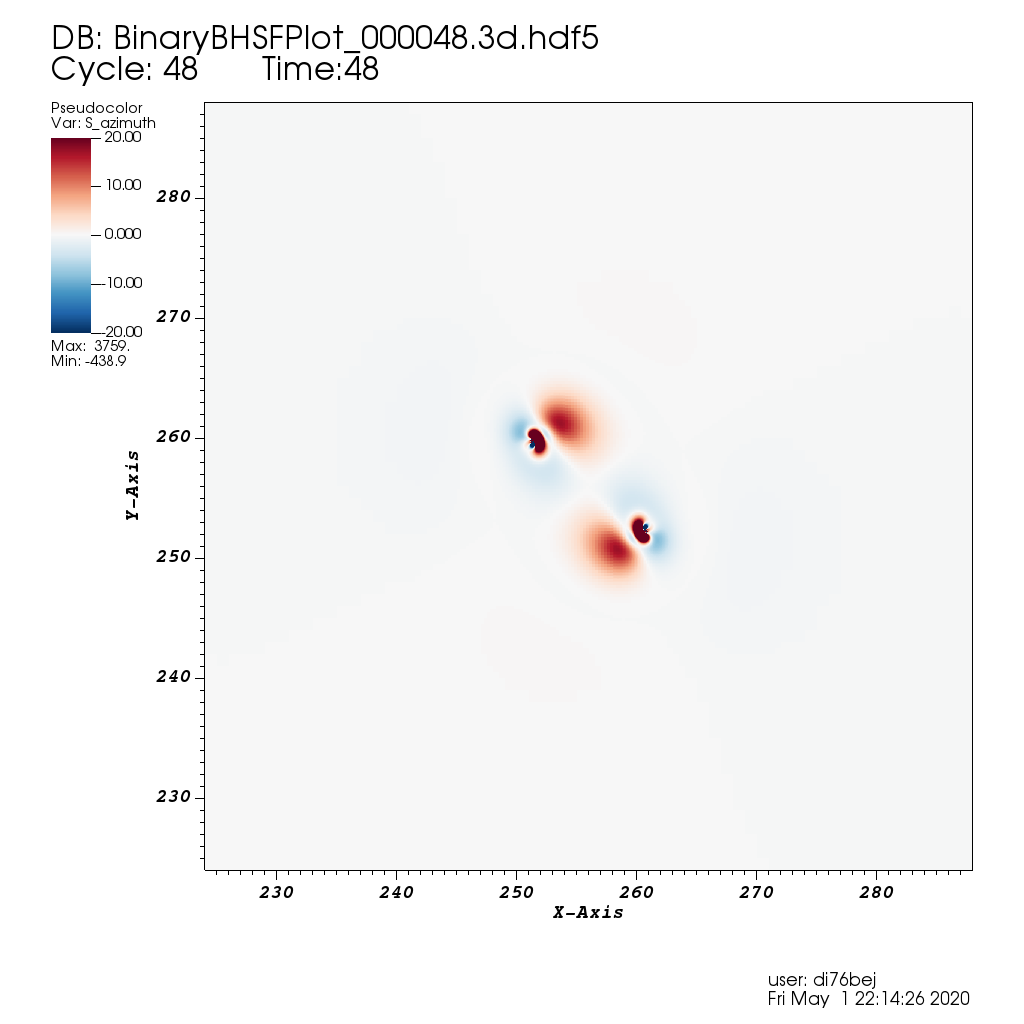 DB: BinaryBHSFPlot_000048.3d.hdf5
Cycle: 48 Time:48
Pseudocolor
Var: S_azimuth
20.00
10.00
0.000
-10.00
-20.00
Max: 3759.
Min: -438.9
280
270
260
250
240
230
Y-Axis
230 240 250 260 270 280
X-Axis
user: di76bej
Fri May 1 22:14:26 2020